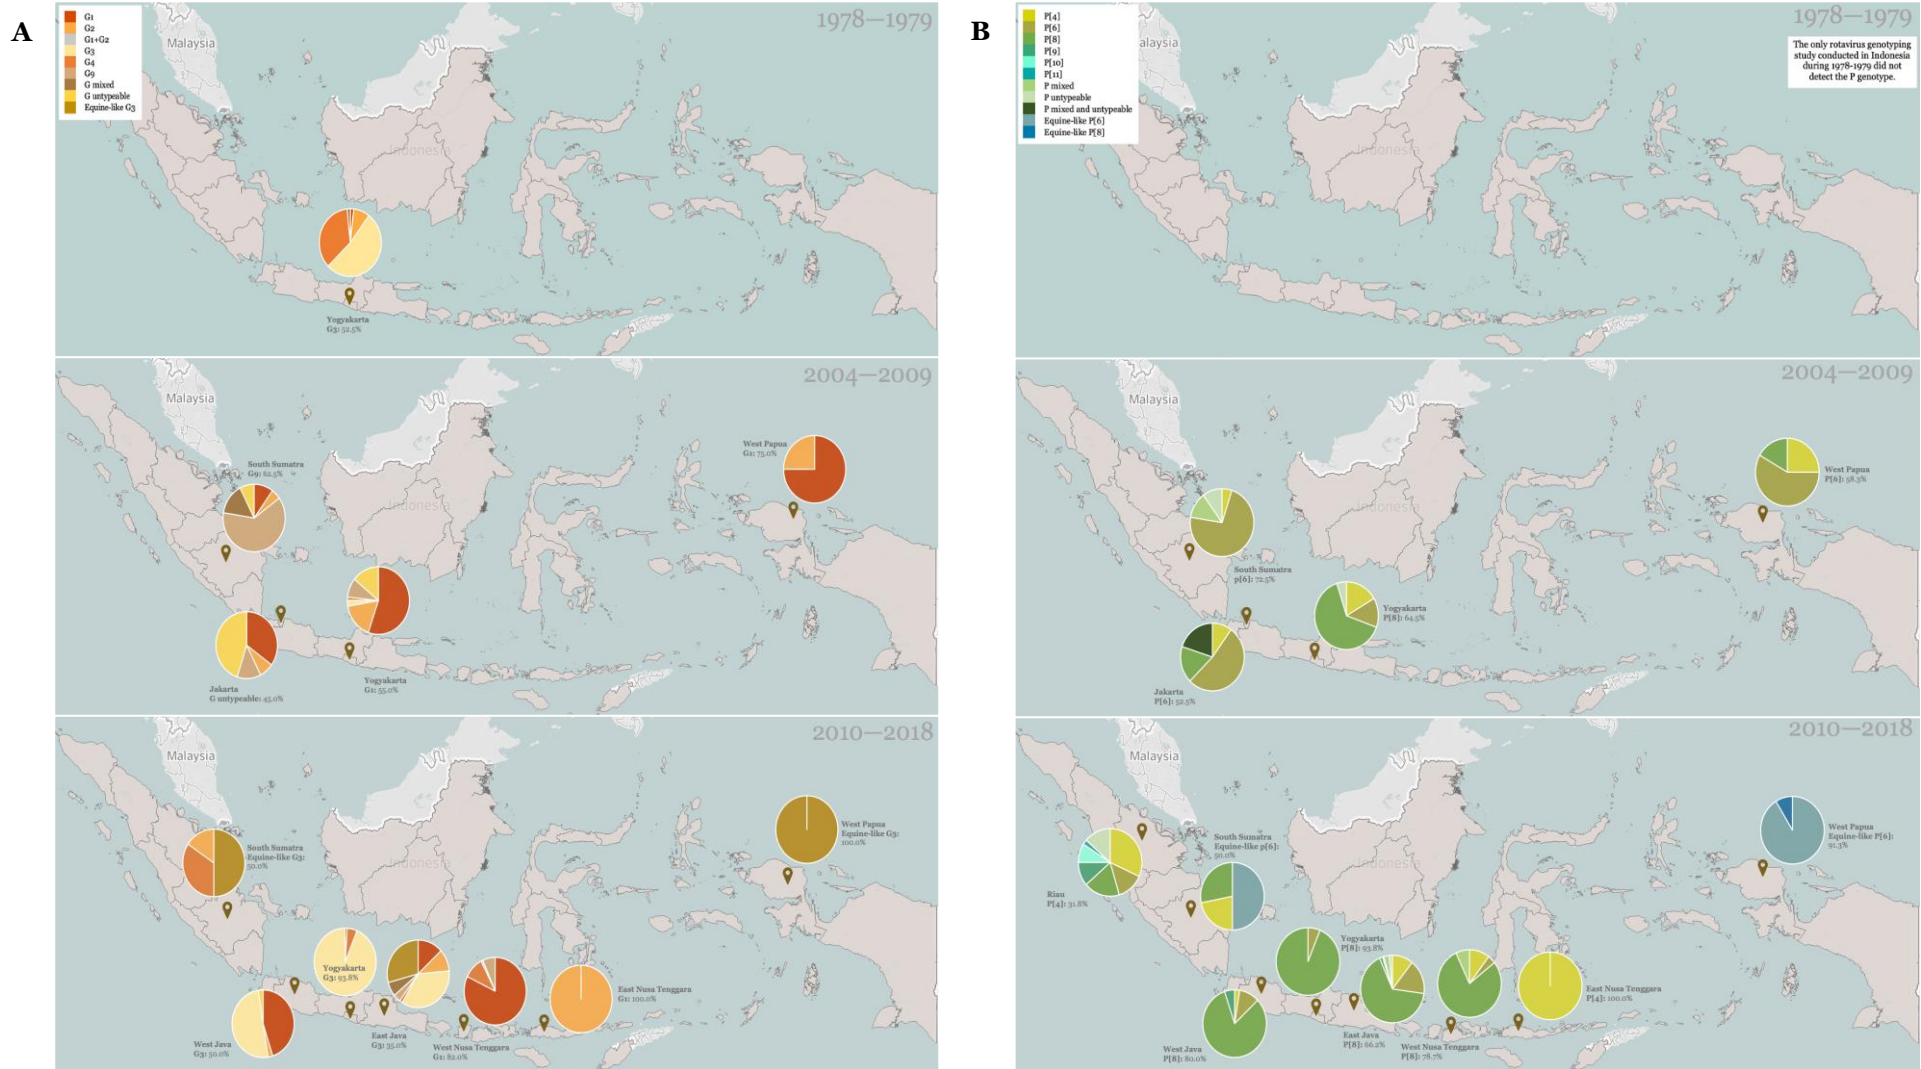 A
G1
G2
G1+G2
G3
G4
G9
G mixed
G untypeable
Equine-like G3
Malaysia
Indonesia
1978—1979
Yogyakarta
G3: 52.5%
Malaysia
Indonesia
2004—2009
South Sumatra
G9: 62.5%
West Papua
G1: 75.0%
Jakarta
G untypeable: 45.0%
Yogyakarta
G1: 55.0%
Malaysia
Indonesia
2010—2018
South Sumatra
Equine-like G3:
50.0%
West Papua
Equine-like G3:
100.0%
Yogyakarta
G3: 93.8%
East Nusa Tenggara
G1: 100.0%
West Java
G3: 50.0%
East Java
G3: 35.0%
West Nusa Tenggara
G1: 82.0%
B
P[4]
P[6]
P[8]
P[9]
P[10]
P[11]
P mixed
P untypeable
P mixed and untypeable
Equine-like P[6]
Equine-like P[8]
alaysia
Indonesia
1978—1979
The only rotavirus genotyping
study conducted in Indonesia
during 1978-1979 did not
detect the P genotype.
Malaysia
Indonesia
2004—2009
West Papua
P[6]: 58.3%
South Sumatra
p[6]: 72.5%
Yogyakarta
P[8]: 64.5%
Jakarta
P[6]: 52.5%
Malaysia
Indonesia
2010—2018
South Sumatra
Equine-like p[6]:
50.0%
West Papua
Equine-like P[6]:
91.3%
Riau
P[4]: 31.8%
Yogyakarta
P[8]: 93.8%
East Nusa Tenggara
P[4]: 100.0%
West Java
P[8]: 80.0%
East Java
P[8]: 66.2%
West Nusa Tenggara
P[8]: 78.7%